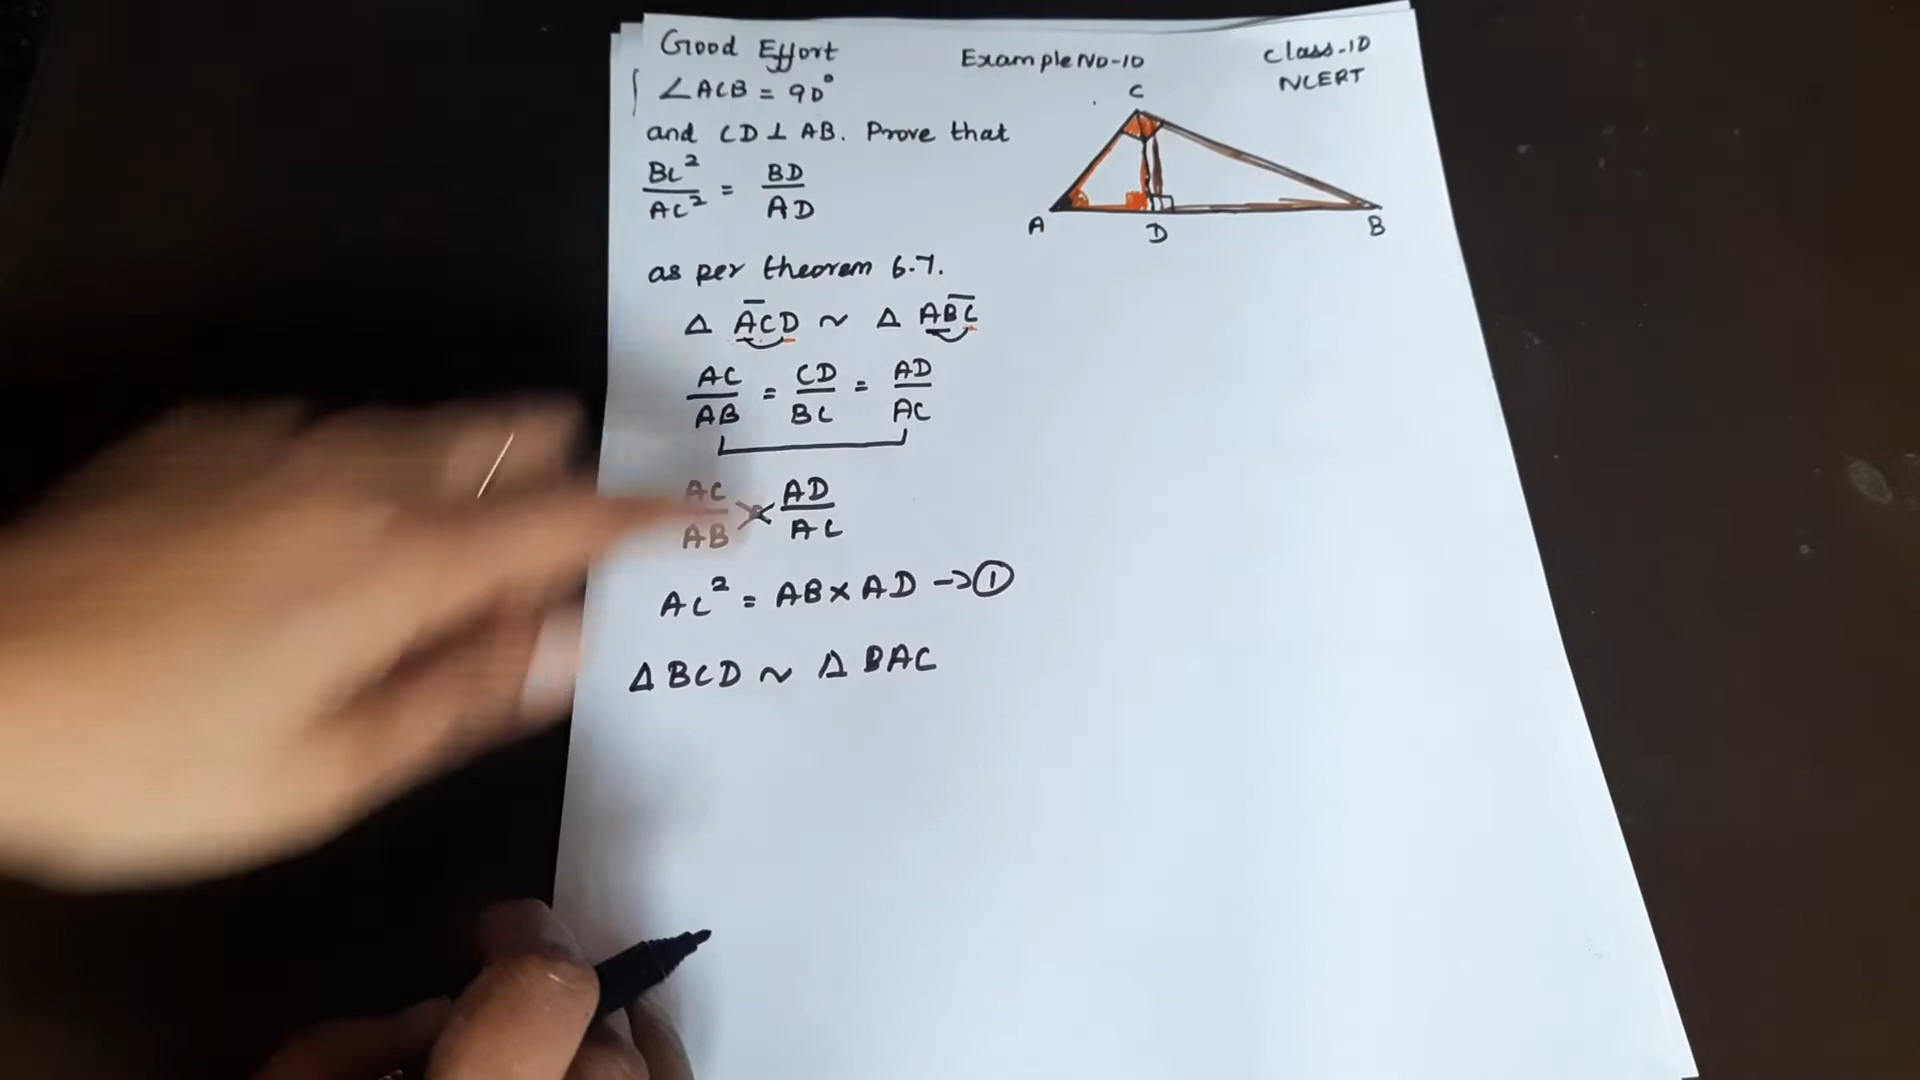 Good Effort
Example No-10
Class-10
NCERT
∠ACB = 90°
and CD ⊥ AB. Prove that
BC²/AC² = BD/AD
C
A
D
B
as per theorem 6.7.
Δ ACD ~ Δ ABC
AC/AB = CD/BC = AD/AC
AC/AB × AD/AC
AC² = AB × AD → ①
Δ BCD ~ Δ BAC